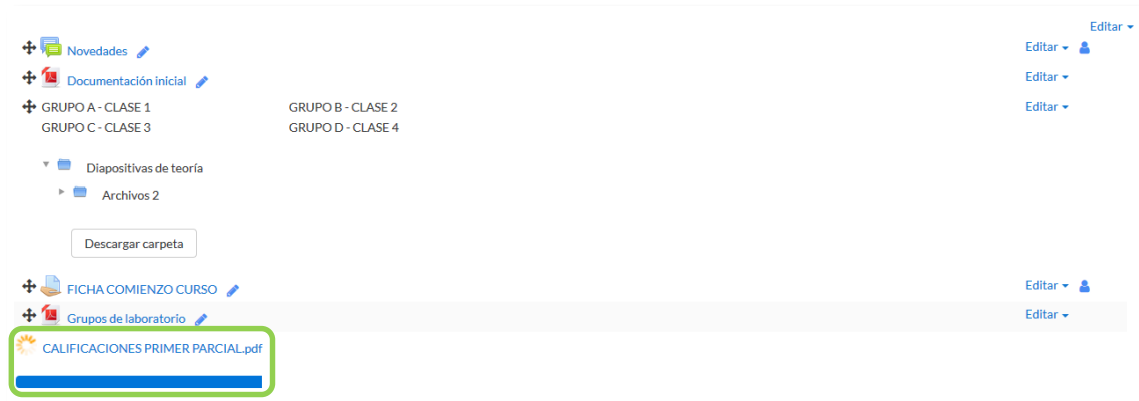 Editar
Novedades Editar
Documentación inicial Editar
GRUPO A - CLASE 1 GRUPO B - CLASE 2 Editar
GRUPO C - CLASE 3 GRUPO D - CLASE 4
Diapositivas de teoría
Archivos 2
Descargar carpeta
FICHA COMIENZO CURSO Editar
Grupos de laboratorio Editar
CALIFICACIONES PRIMER PARCIAL.pdf